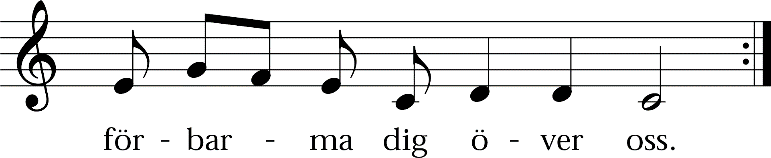 för - bar - ma dig ö - ver oss.